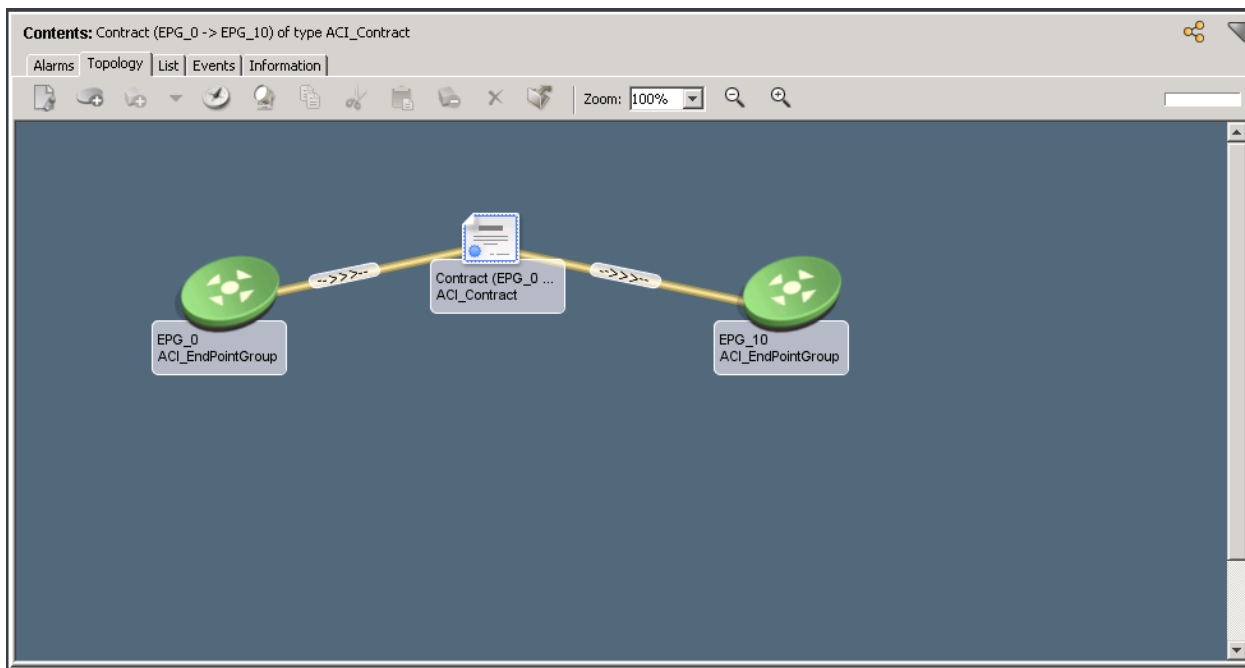 Contents: Contract (EPG_0 -> EPG_10) of type ACI_Contract
Alarms Topology List Events Information
Zoom: 100%
-->>>--
-->>>--
Contract (EPG_0 ...
ACI_Contract
EPG_0
ACI_EndPointGroup
EPG_10
ACI_EndPointGroup